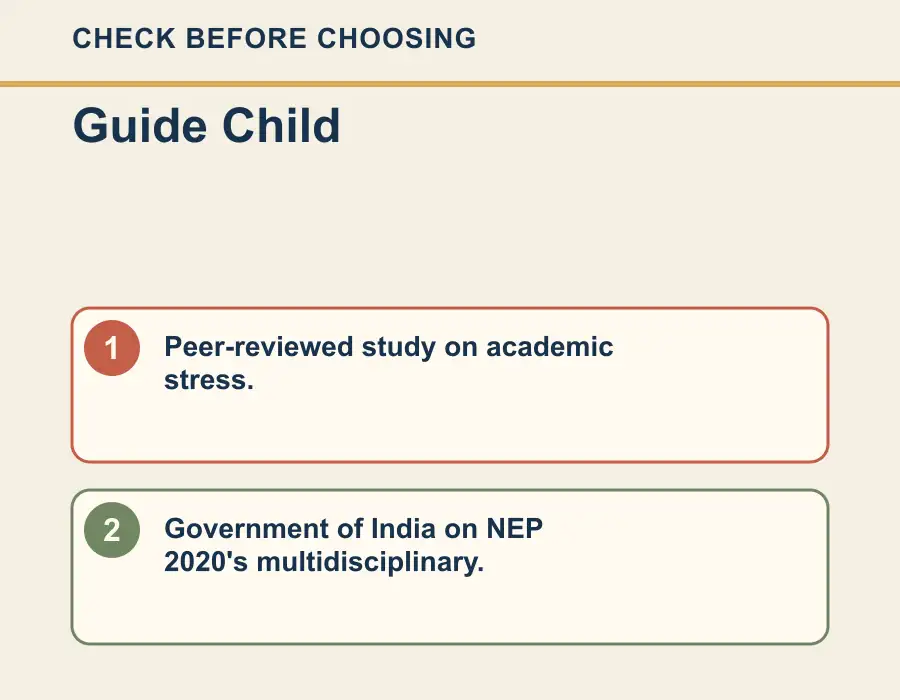 CHECK BEFORE CHOOSING
Guide Child
1
Peer-reviewed study on academic
stress.
2
Government of India on NEP
2020's multidisciplinary.